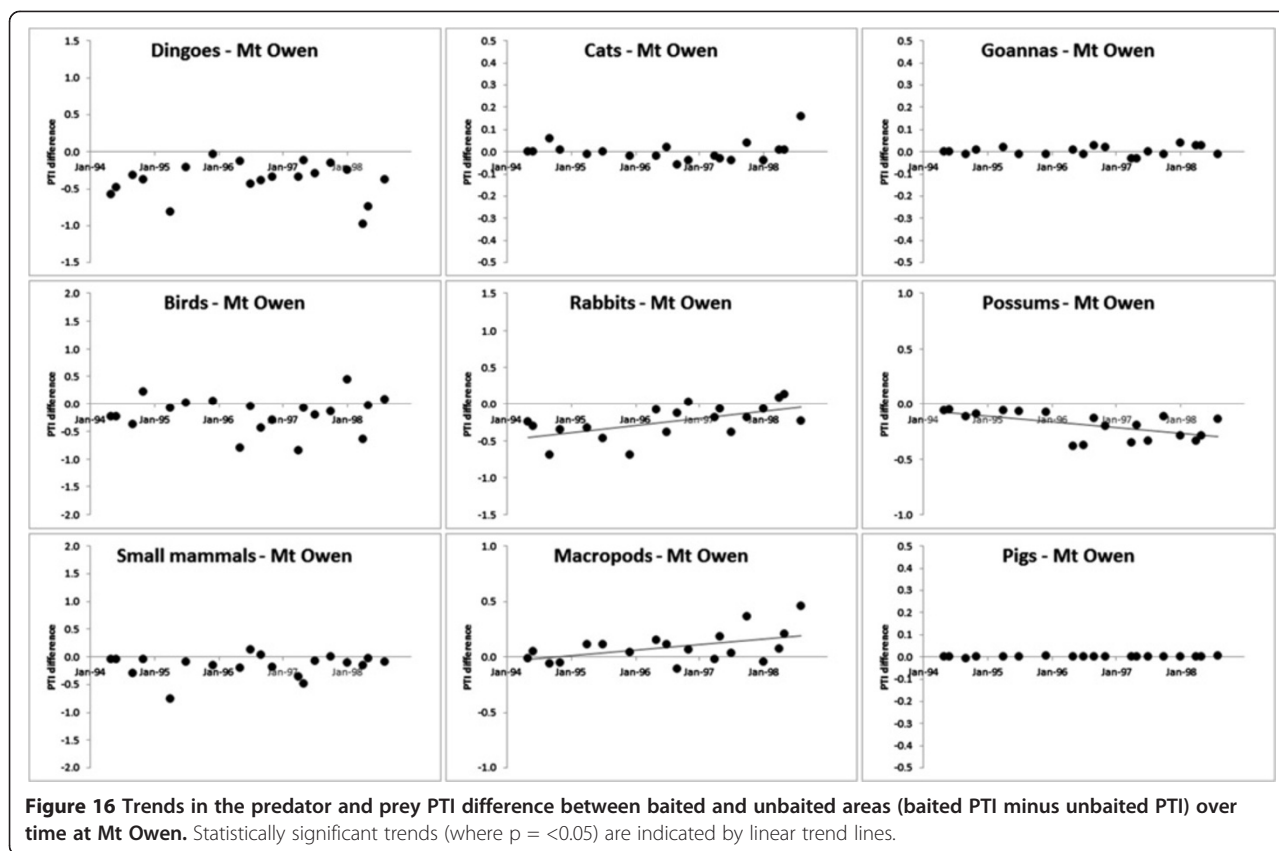 Dingoes - Mt Owen
1.5
1.0
0.5
0.0
-0.5
-1.0
-1.5
PTI difference
Jan-94 Jan-95 Jan-96 Jan-97 Jan-98
Cats - Mt Owen
0.5
0.4
0.3
0.2
0.1
0.0
-0.1
-0.2
-0.3
-0.4
-0.5
PTI difference
Jan-94 Jan-95 Jan-96 Jan-97 Jan-98
Goannas - Mt Owen
0.5
0.4
0.3
0.2
0.1
0.0
-0.1
-0.2
-0.3
-0.4
-0.5
PTI difference
Jan-94 Jan-95 Jan-96 Jan-97 Jan-98
Birds - Mt Owen
2.0
1.5
1.0
0.5
0.0
-0.5
-1.0
-1.5
-2.0
PTI difference
Jan-94 Jan-95 Jan-96 Jan-97 Jan-98
Rabbits - Mt Owen
1.5
1.0
0.5
0.0
-0.5
-1.0
-1.5
PTI difference
Jan-94 Jan-95 Jan-96 Jan-97 Jan-98
Possums - Mt Owen
1.0
0.5
0.0
-0.5
-1.0
PTI difference
Jan-94 Jan-95 Jan-96 Jan-97 Jan-98
Small mammals - Mt Owen
2.0
1.5
1.0
0.5
0.0
-0.5
-1.0
-1.5
-2.0
PTI difference
Jan-94 Jan-95 Jan-96 Jan-97 Jan-98
Macropods - Mt Owen
1.0
0.5
0.0
-0.5
-1.0
PTI difference
Jan-94 Jan-95 Jan-96 Jan-97 Jan-98
Pigs - Mt Owen
0.5
0.4
0.3
0.2
0.1
0.0
-0.1
-0.2
-0.3
-0.4
-0.5
PTI difference
Jan-94 Jan-95 Jan-96 Jan-97 Jan-98
Figure 16 Trends in the predator and prey PTI difference between baited and unbaited areas (baited PTI minus unbaited PTI) over
time at Mt Owen. Statistically significant trends (where p = <0.05) are indicated by linear trend lines.